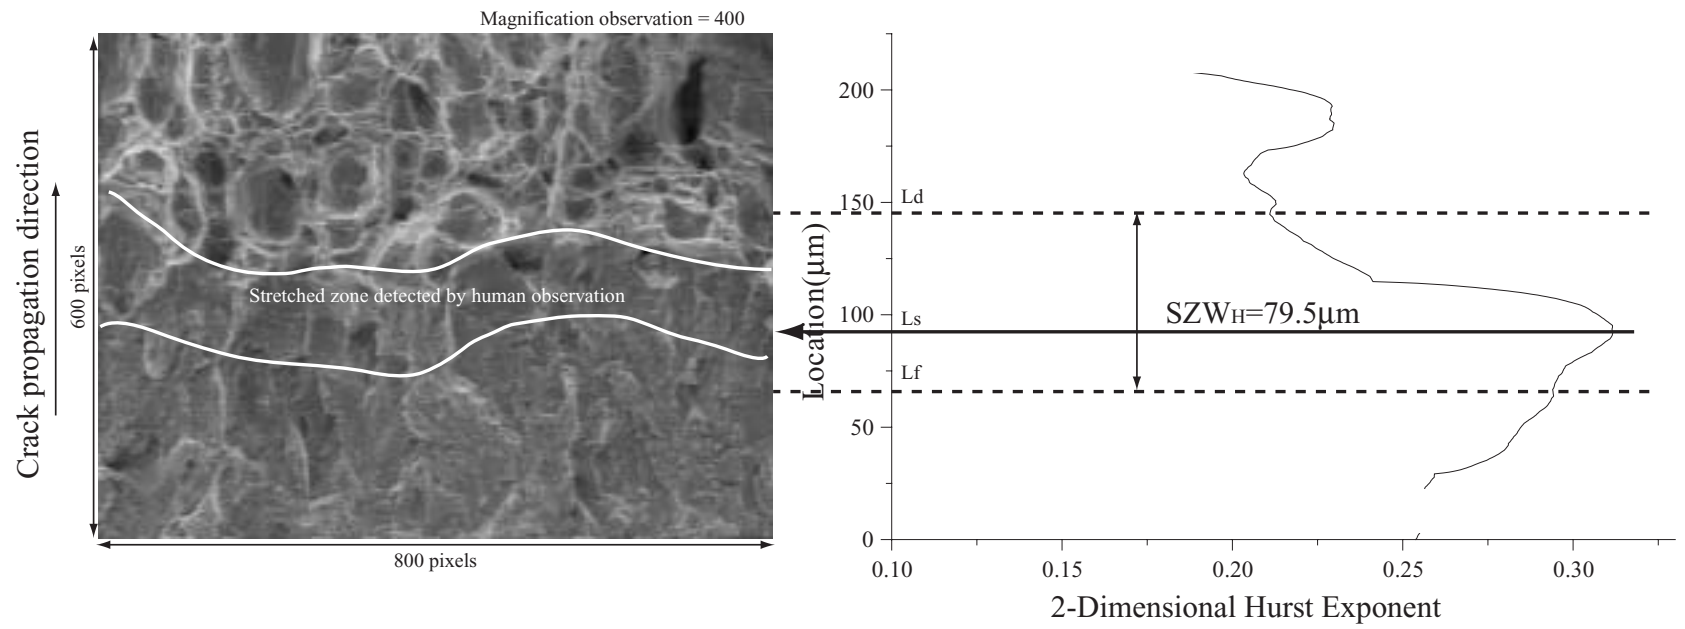 Magnification observation = 400
Crack propagation direction
600 pixels
Stretched zone detected by human observation
800 pixels
Location(μm)
200
150
100
50
0
Ld
Ls
Lf
SZWH=79.5μm
0.10
0.15
0.20
0.25
0.30
2-Dimensional Hurst Exponent